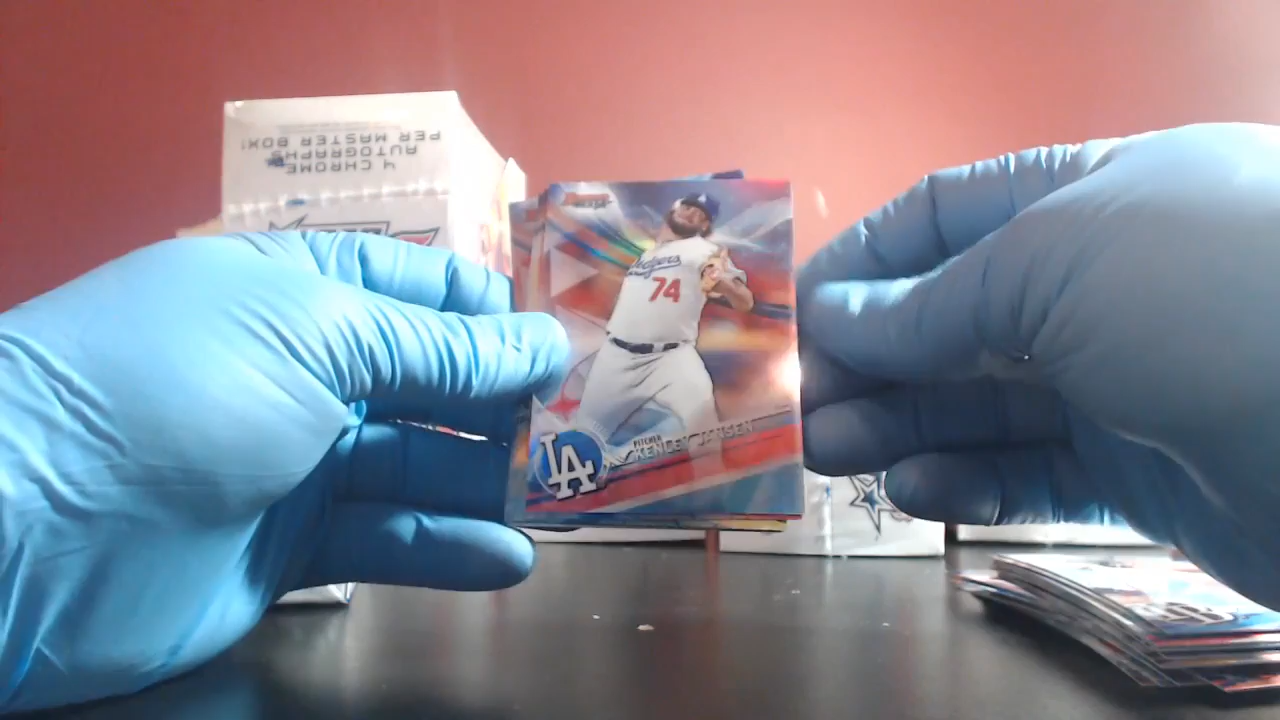 4 CHROME
AUTOGRAPHS
PER MASTER BOX!
Dodgers
74
LA
PITCHER
KENLEY JANSEN